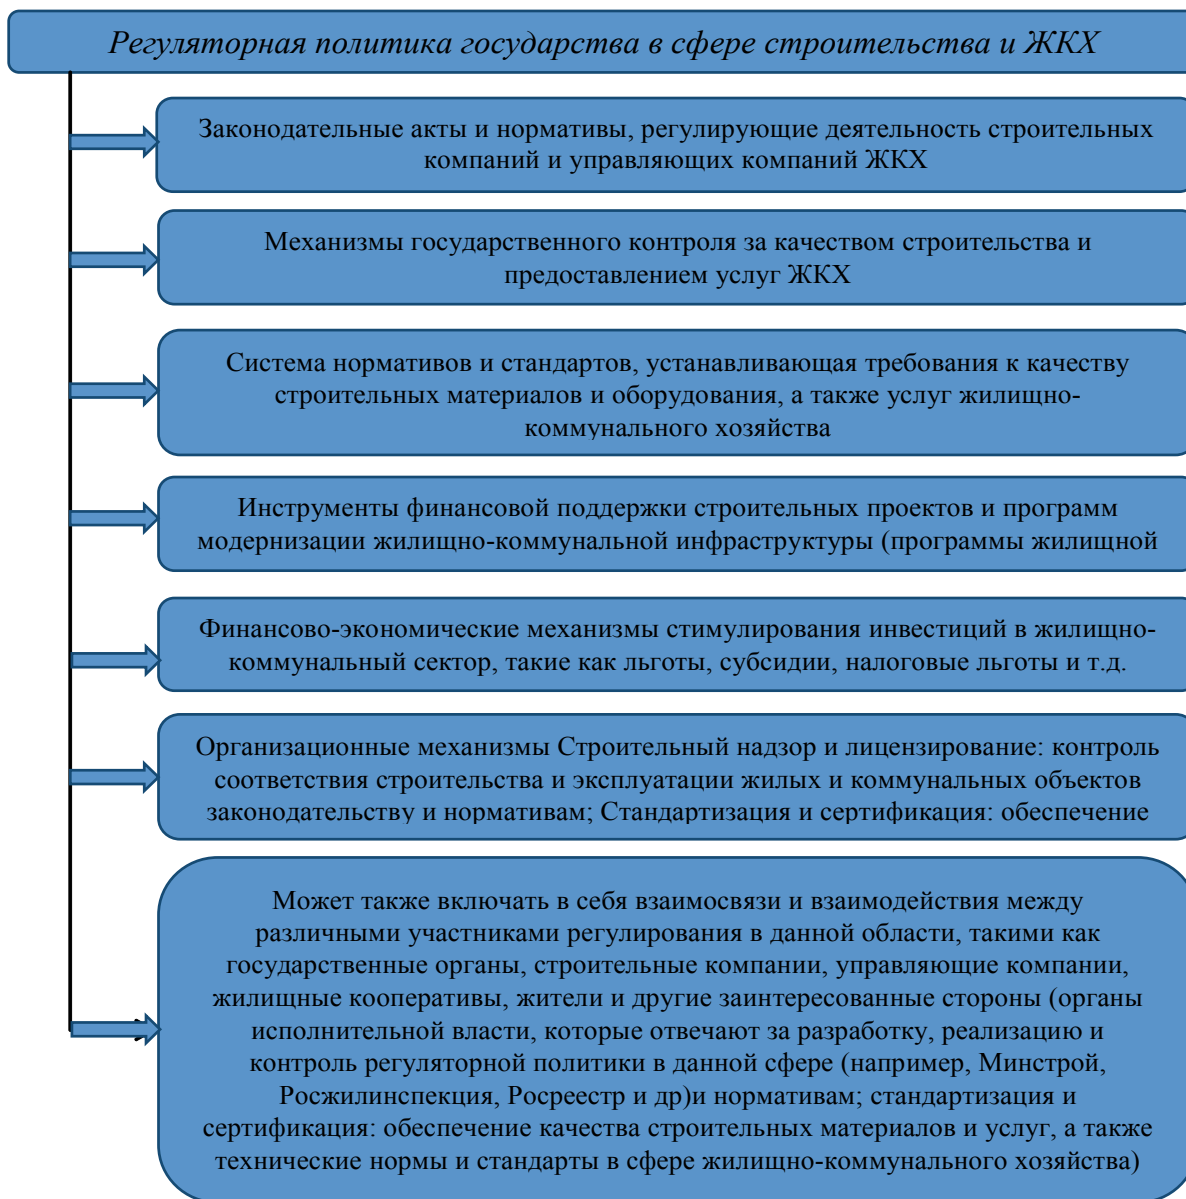 Регуляторная политика государства в сфере строительства и ЖКХ
Законодательные акты и нормативы, регулирующие деятельность строительных
компаний и управляющих компаний ЖКХ
Механизмы государственного контроля за качеством строительства и
предоставлением услуг ЖКХ
Система нормативов и стандартов, устанавливающая требования к качеству
строительных материалов и оборудования, а также услуг жилищно-
коммунального хозяйства
Инструменты финансовой поддержки строительных проектов и программ
модернизации жилищно-коммунальной инфраструктуры (программы жилищной
Финансово-экономические механизмы стимулирования инвестиций в жилищно-
коммунальный сектор, такие как льготы, субсидии, налоговые льготы и т.д.
Организационные механизмы Строительный надзор и лицензирование: контроль
соответствия строительства и эксплуатации жилых и коммунальных объектов
законодательству и нормативам; Стандартизация и сертификация: обеспечение
Может также включать в себя взаимосвязи и взаимодействия между
различными участниками регулирования в данной области, такими как
государственные органы, строительные компании, управляющие компании,
жилищные кооперативы, жители и другие заинтересованные стороны (органы
исполнительной власти, которые отвечают за разработку, реализацию и
контроль регуляторной политики в данной сфере (например, Минстрой,
Росжилинспекция, Росреестр и др)и нормативам; стандартизация и
сертификация: обеспечение качества строительных материалов и услуг, а также
технические нормы и стандарты в сфере жилищно-коммунального хозяйства)